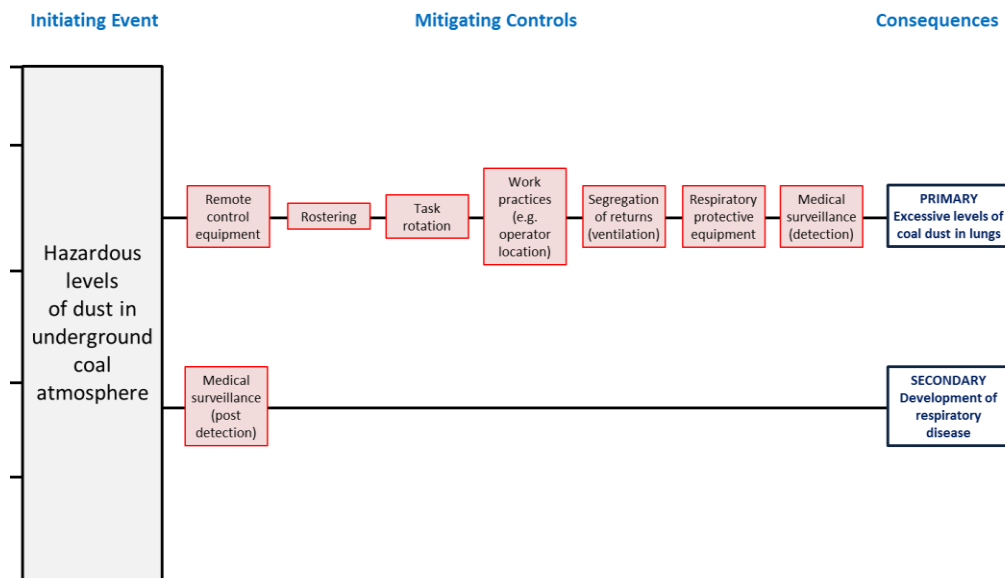 Initiating Event
Mitigating Controls
Consequences
Hazardous
levels
of dust in
underground
coal
atmosphere
Remote
control
equipment
Rostering
Task
rotation
Work
practices
(e.g.
operator
location)
Segregation
of returns
(ventilation)
Respiratory
protective
equipment
Medical
surveillance
(detection)
PRIMARY
Excessive levels of
coal dust in lungs
Medical
surveillance
(post
detection)
SECONDARY
Development of
respiratory
disease